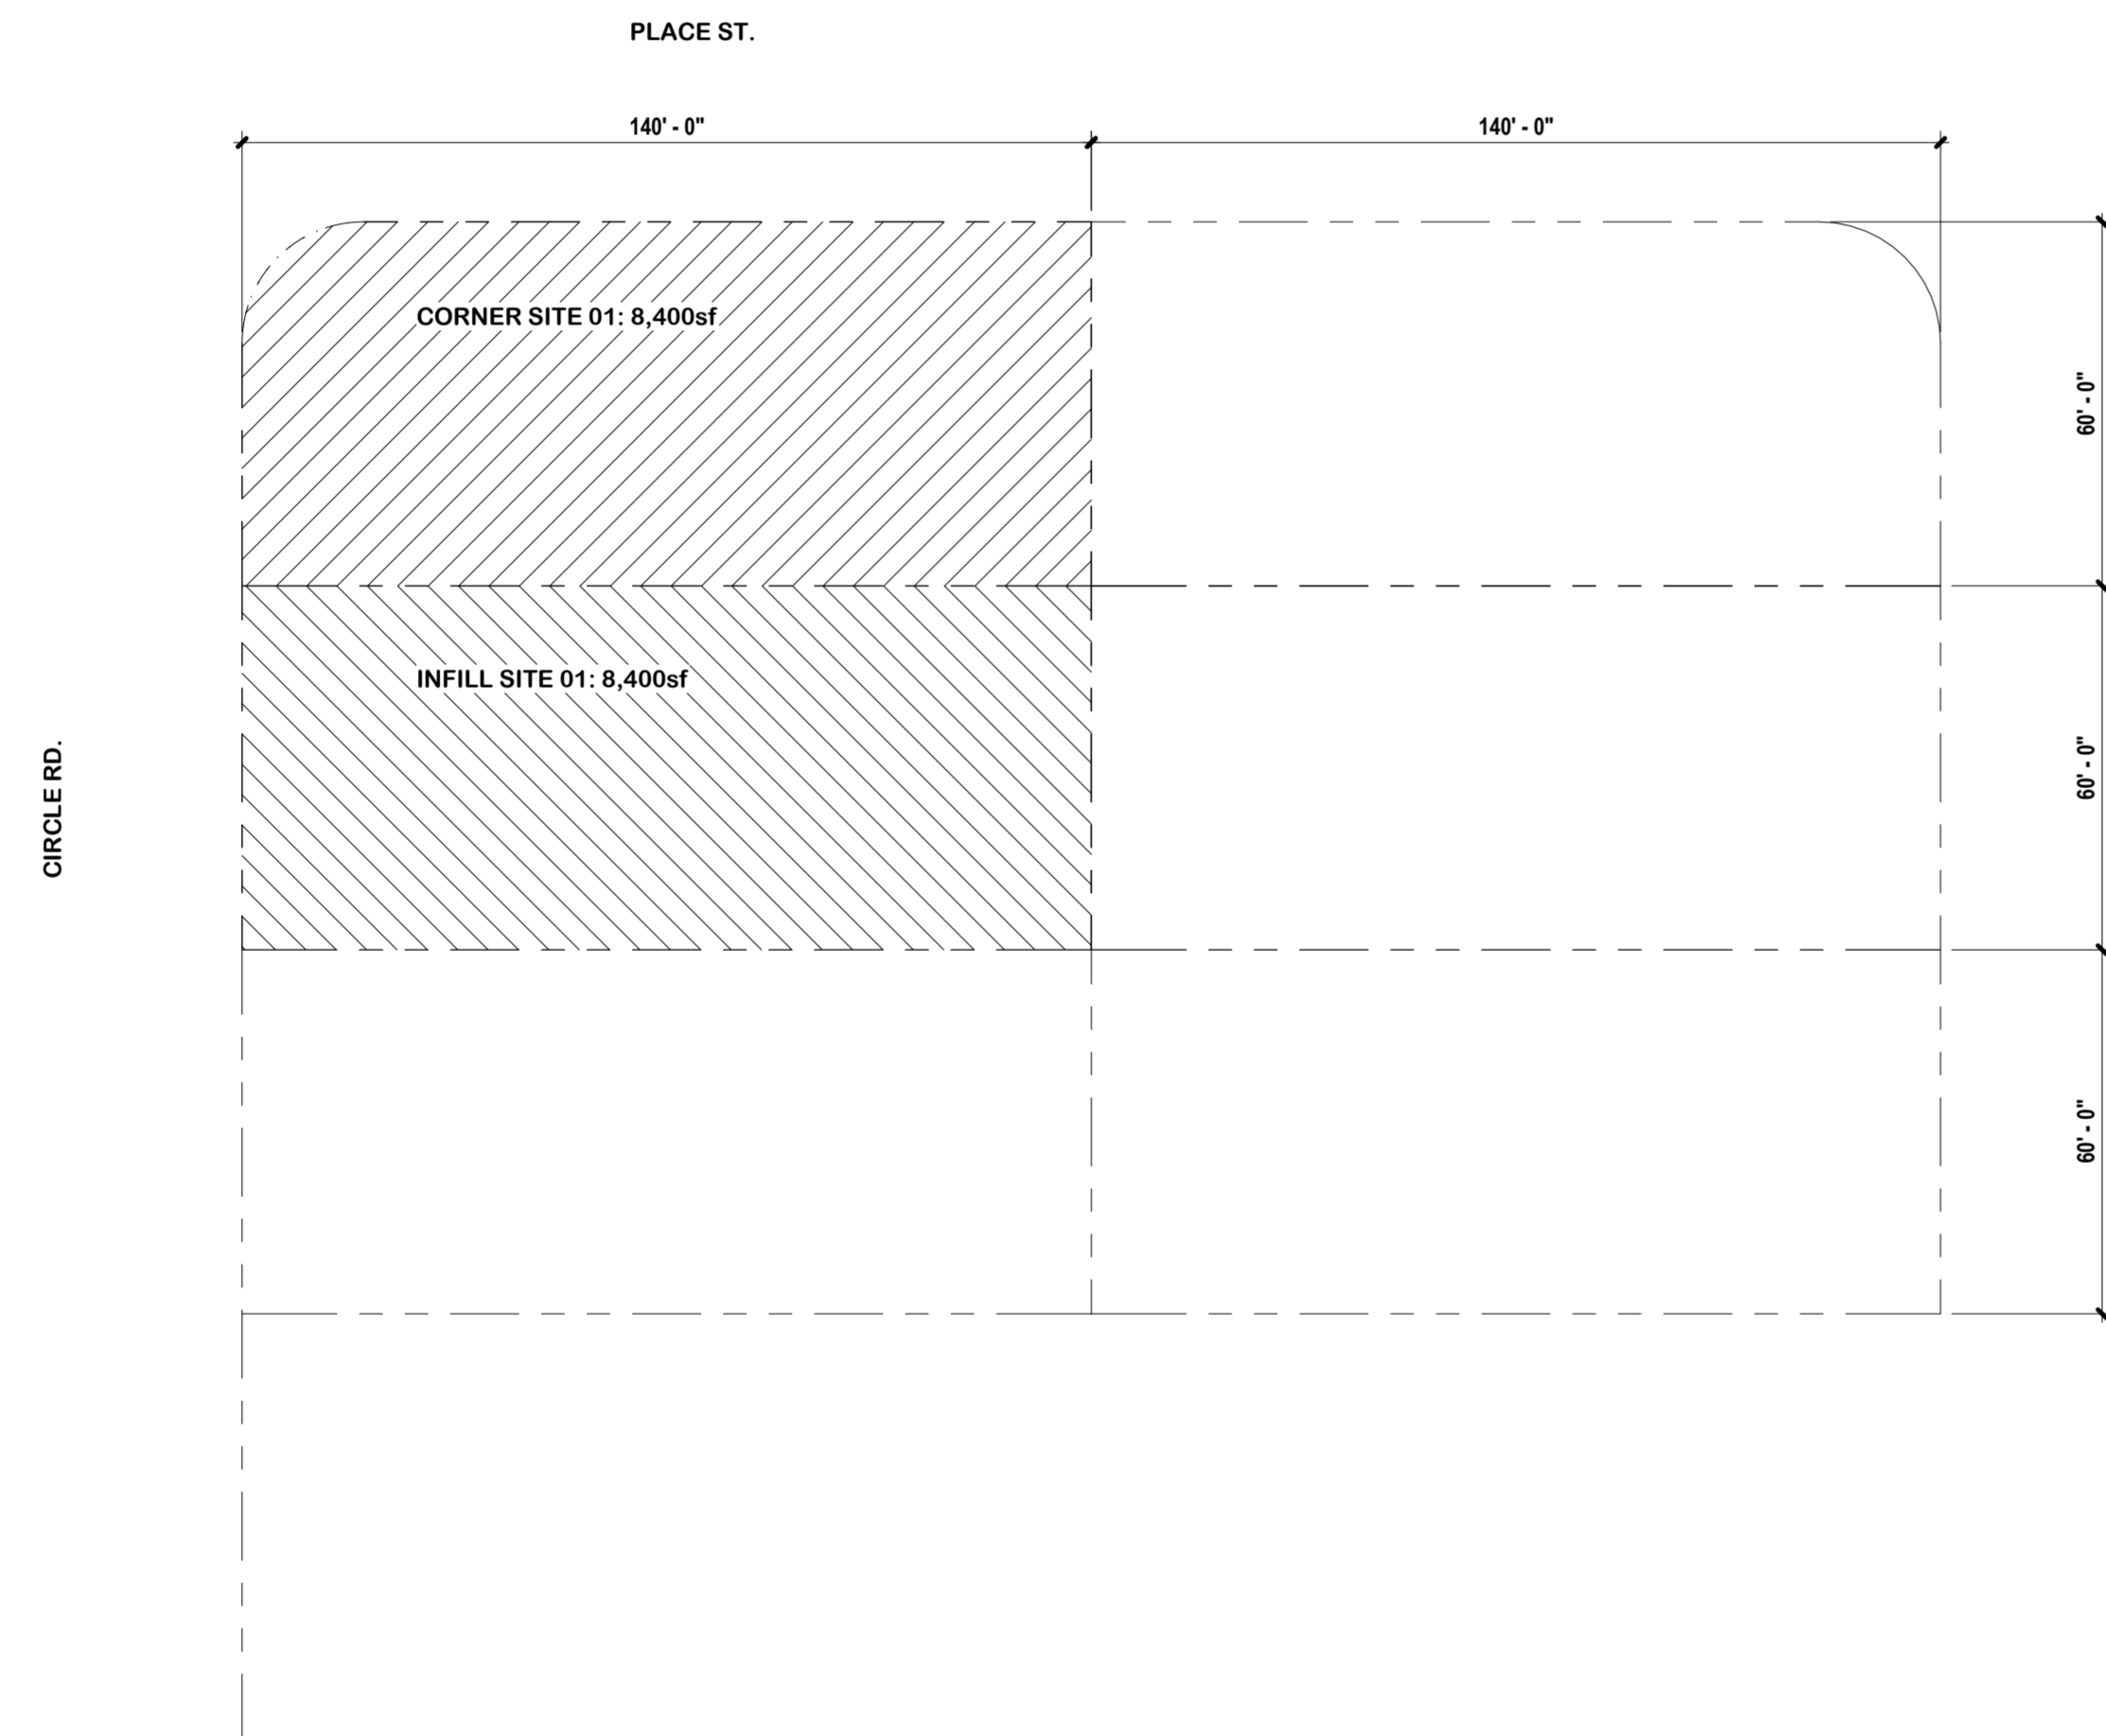 PLACE ST.
140' - 0"
140' - 0"
CORNER SITE 01: 8,400sf
60' - 0"
INFILL SITE 01: 8,400sf
60' - 0"
CIRCLE RD.
60' - 0"